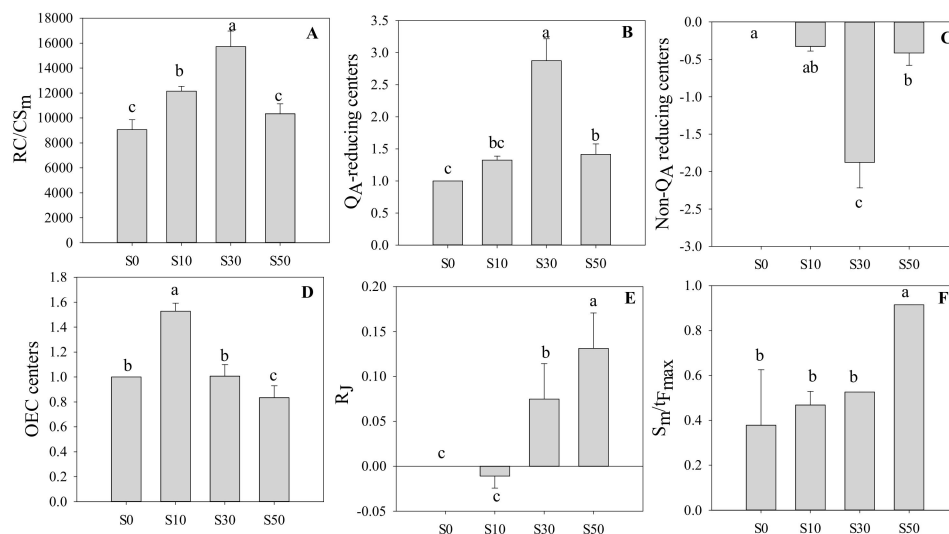 A
RC/CSm
18000
16000
14000
12000
10000
8000
6000
4000
2000
0
c
b
a
c
S0
S10
S30
S50
B
QA-reducing centers
3.5
3.0
2.5
2.0
1.5
1.0
0.5
0.0
c
bc
a
b
S0
S10
S30
S50
C
Non-QA reducing centers
0.0
-0.5
-1.0
-1.5
-2.0
-2.5
-3.0
a
ab
c
b
S0
S10
S30
S50
D
OEC centers
1.8
1.6
1.4
1.2
1.0
0.8
0.6
0.4
0.2
0.0
b
a
b
c
S0
S10
S30
S50
E
RJ
0.20
0.15
0.10
0.05
0.00
-0.05
c
c
b
a
S0
S10
S30
S50
F
Sm/tFmax
1.0
0.8
0.6
0.4
0.2
0.0
b
b
b
a
S0
S10
S30
S50